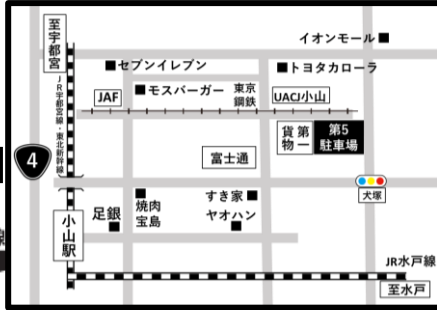 至宇都宮
イオンモール
セブンイレブン
トヨタカローラ
モスバーガー
東京
鋼鉄
JAF
UACJ小山
JR宇都宮線・東北新幹線
貨物
第一
第5
駐車場
4
富士通
焼肉
宝島
すき家
犬塚
足銀
ヤオハン
小山駅
線
JR水戸線
至水戸